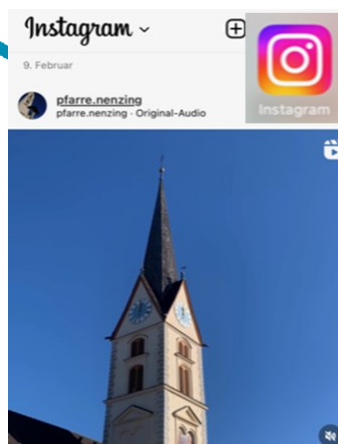 Instagram
Instagram
9. Februar
pfarre.nenzing
pfarre.nenzing · Original-Audio